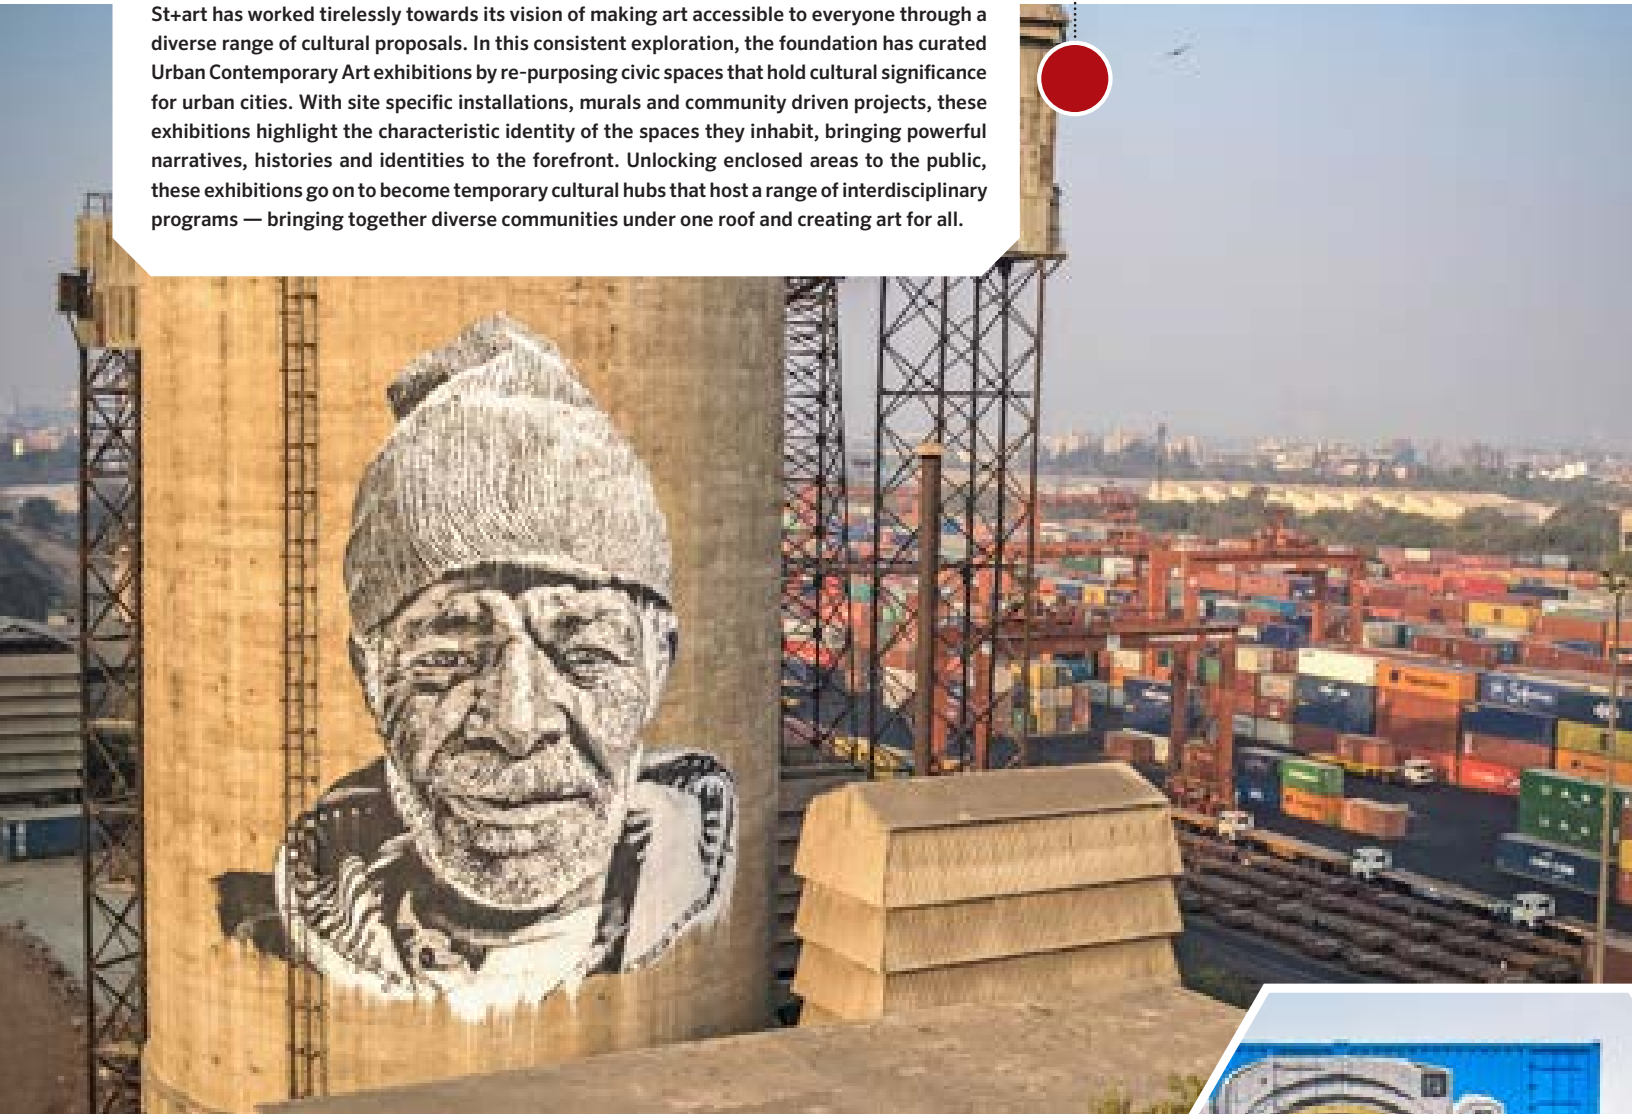 St+art has worked tirelessly towards its vision of making art accessible to everyone through a
diverse range of cultural proposals. In this consistent exploration, the foundation has curated
Urban Contemporary Art exhibitions by re-purposing civic spaces that hold cultural significance
for urban cities. With site specific installations, murals and community driven projects, these
exhibitions highlight the characteristic identity of the spaces they inhabit, bringing powerful
narratives, histories and identities to the forefront. Unlocking enclosed areas to the public,
these exhibitions go on to become temporary cultural hubs that host a range of interdisciplinary
programs — bringing together diverse communities under one roof and creating art for all.